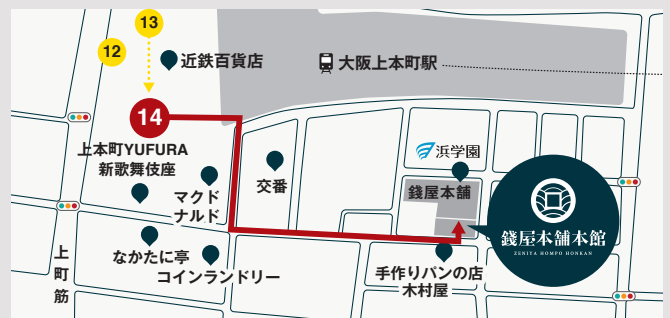 13
12
近鉄百貨店
大阪上本町駅
14
上本町YUFURA
新歌舞伎座
マクド
ナルド
交番
浜学園
錢屋本舗
錢屋本舗本館
ZENIYA HOMPO HONKAN
上町筋
なかたに亭
コインランドリー
手作りパンの店
木村屋